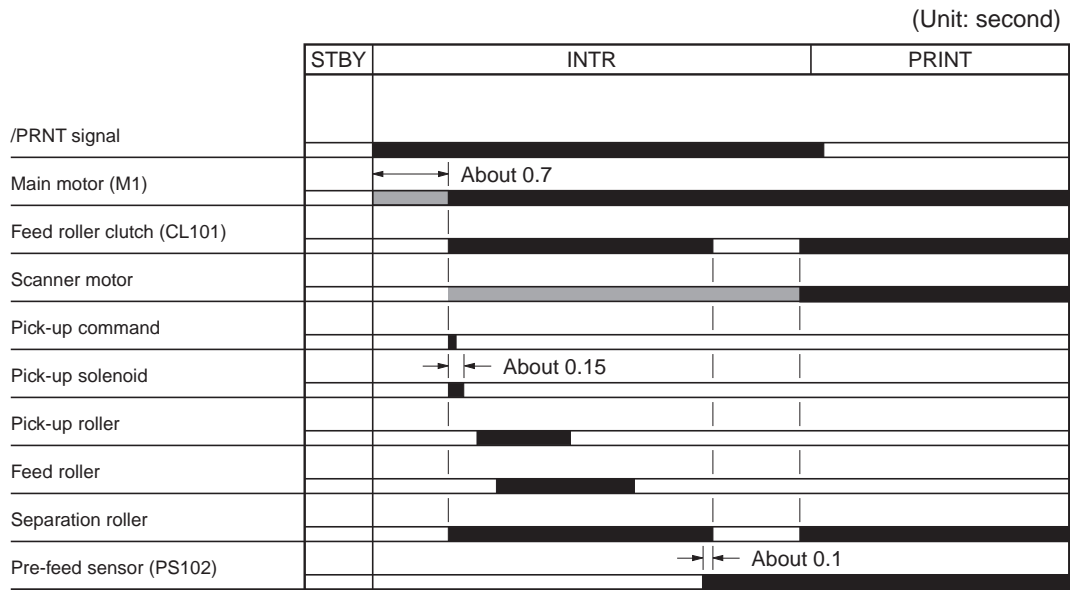 (Unit: second)
STBY INTR PRINT
/PRNT signal
Main motor (M1) About 0.7
Feed roller clutch (CL101)
Scanner motor
Pick-up command
Pick-up solenoid About 0.15
Pick-up roller
Feed roller
Separation roller
Pre-feed sensor (PS102) About 0.1